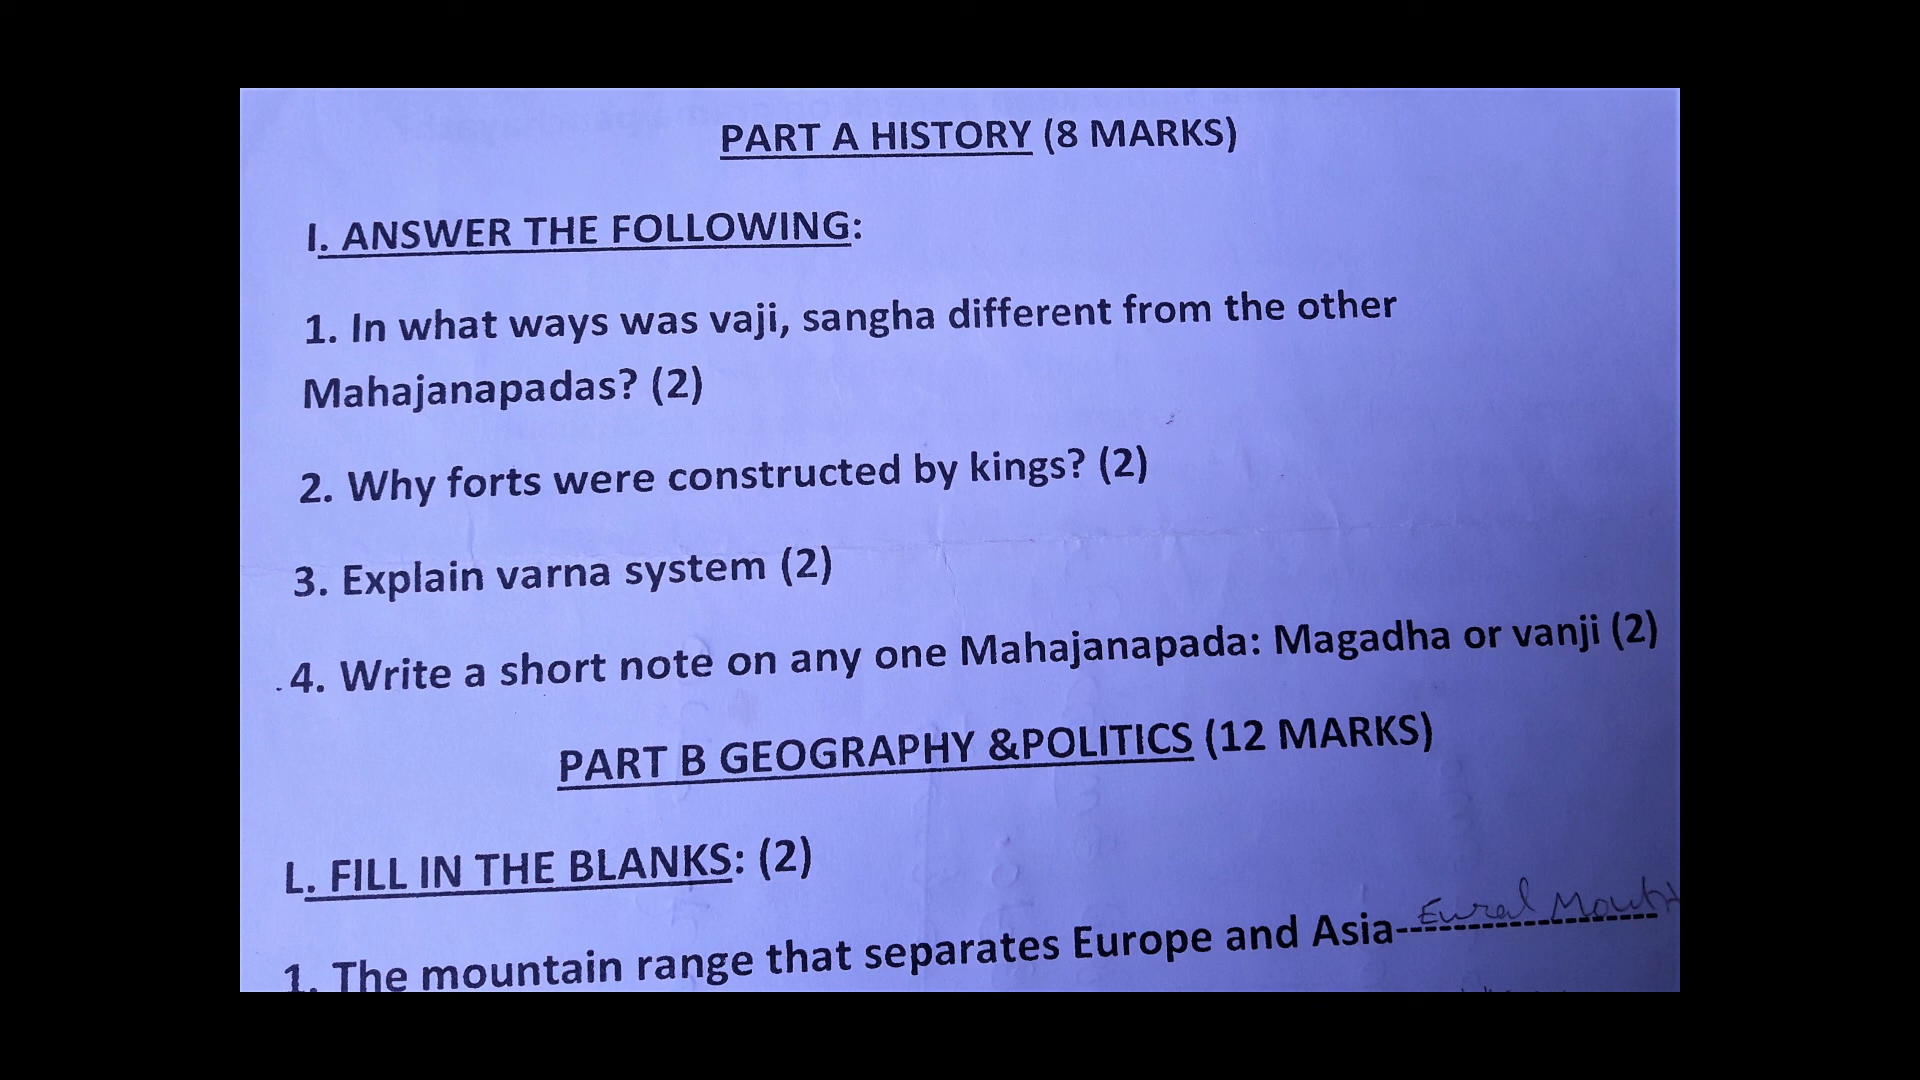 PART A HISTORY (8 MARKS)
I. ANSWER THE FOLLOWING:
1. In what ways was vaji, sangha different from the other
Mahajanapadas? (2)
2. Why forts were constructed by kings? (2)
3. Explain varna system (2)
4. Write a short note on any one Mahajanapada: Magadha or vanji (2)
PART B GEOGRAPHY &POLITICS (12 MARKS)
L. FILL IN THE BLANKS: (2)
1. The mountain range that separates Europe and Asia-------------------- Eural